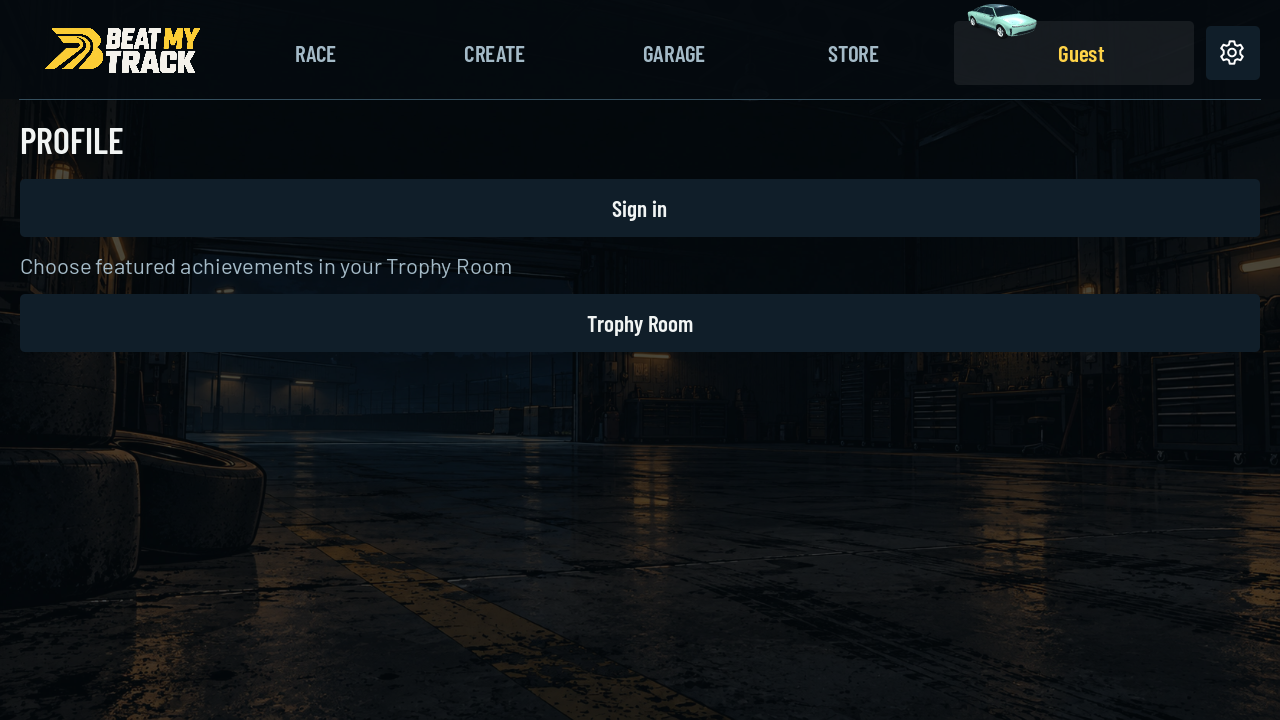 BEAT MY
TRACK
RACE
CREATE
GARAGE
STORE
Guest
PROFILE
Sign in
Choose featured achievements in your Trophy Room
Trophy Room